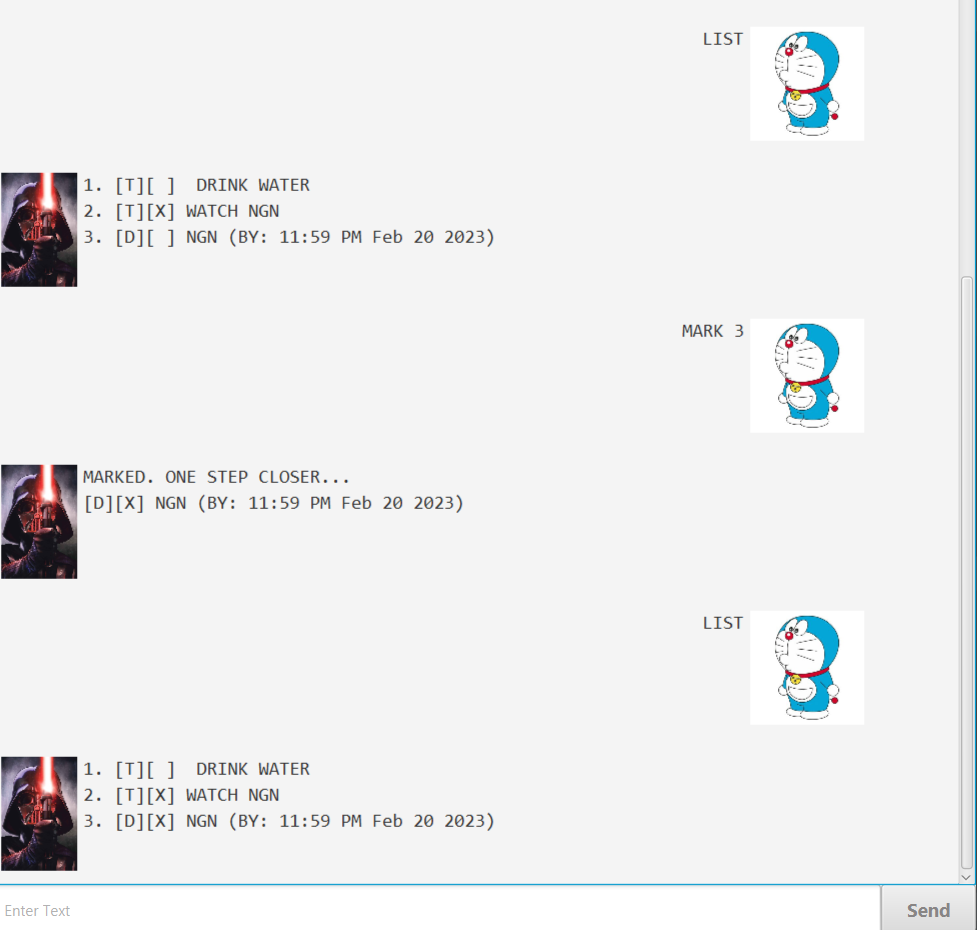 LIST
1. [T][ ]  DRINK WATER
2. [T][X] WATCH NGN
3. [D][ ] NGN (BY: 11:59 PM Feb 20 2023)
MARK 3
MARKED. ONE STEP CLOSER...
[D][X] NGN (BY: 11:59 PM Feb 20 2023)
LIST
1. [T][ ]  DRINK WATER
2. [T][X] WATCH NGN
3. [D][X] NGN (BY: 11:59 PM Feb 20 2023)
Enter Text
Send